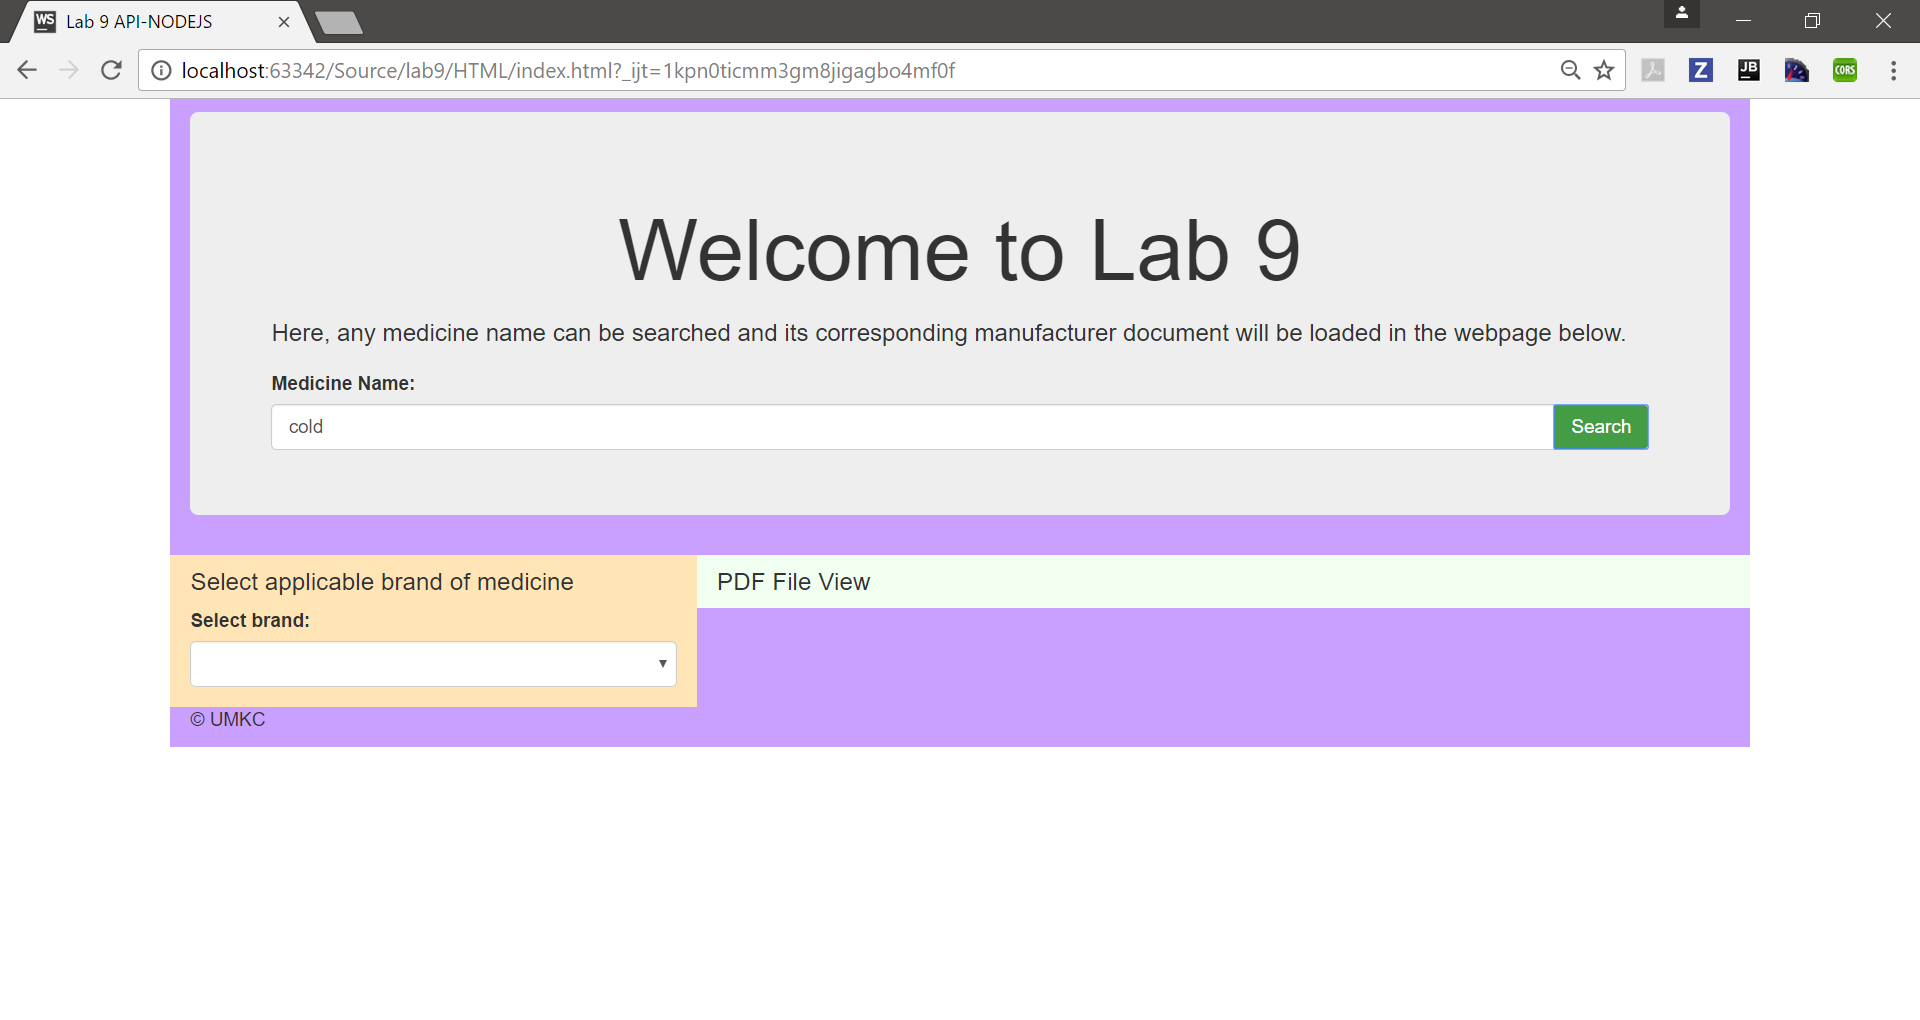 WS Lab 9 API-NODEJS
localhost:63342/Source/lab9/HTML/index.html?_ijt=1kpn0ticmm3gm8jigagbo4mf0f
Z JB CORS
Welcome to Lab 9
Here, any medicine name can be searched and its corresponding manufacturer document will be loaded in the webpage below.
Medicine Name:
cold Search
Select applicable brand of medicine
PDF File View
Select brand:
© UMKC